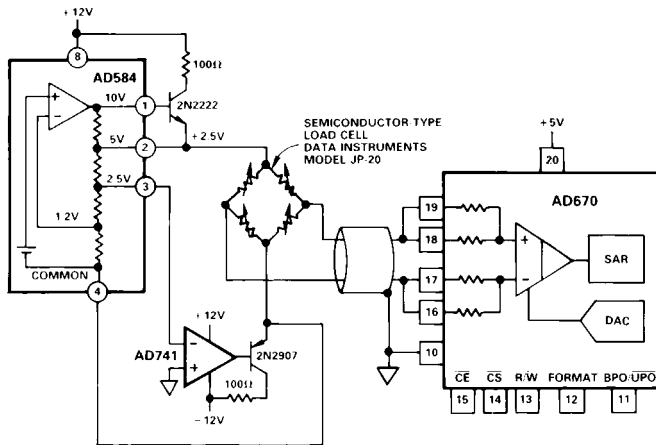 +12V
8
AD584
100Ω
10V
1
2N2222
5V
2
+2.5V
2.5V
3
1.2V
COMMON
4
SEMICONDUCTOR-TYPE
LOAD CELL
DATA INSTRUMENTS
MODEL JP-20
+12V
AD741
2N2907
100Ω
-12V
+5V
20
AD670
19
18
17
16
10
+
-
SAR
DAC
CE CS R/W FORMAT BPO/UPO
15 14 13 12 11
+
-
-
+